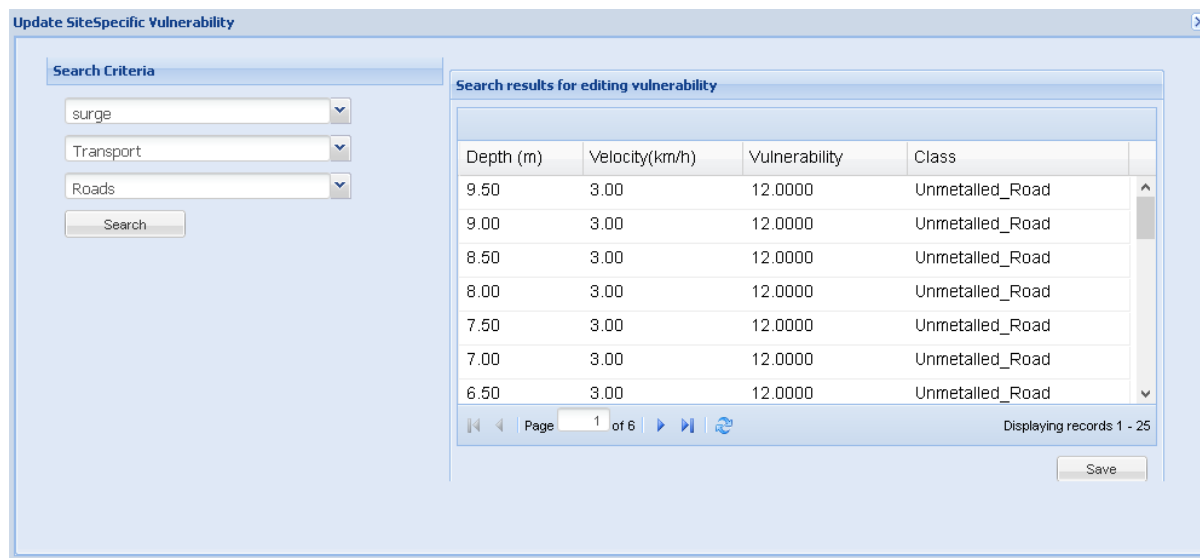 Update SiteSpecific Vulnerability
Search Criteria
surge
Transport
Roads
Search
Search results for editing vulnerability
Depth (m) Velocity(km/h) Vulnerability Class
9.50 3.00 12.0000 Unmetalled_Road
9.00 3.00 12.0000 Unmetalled_Road
8.50 3.00 12.0000 Unmetalled_Road
8.00 3.00 12.0000 Unmetalled_Road
7.50 3.00 12.0000 Unmetalled_Road
7.00 3.00 12.0000 Unmetalled_Road
6.50 3.00 12.0000 Unmetalled_Road
Page 1 of 6 Displaying records 1 - 25
Save